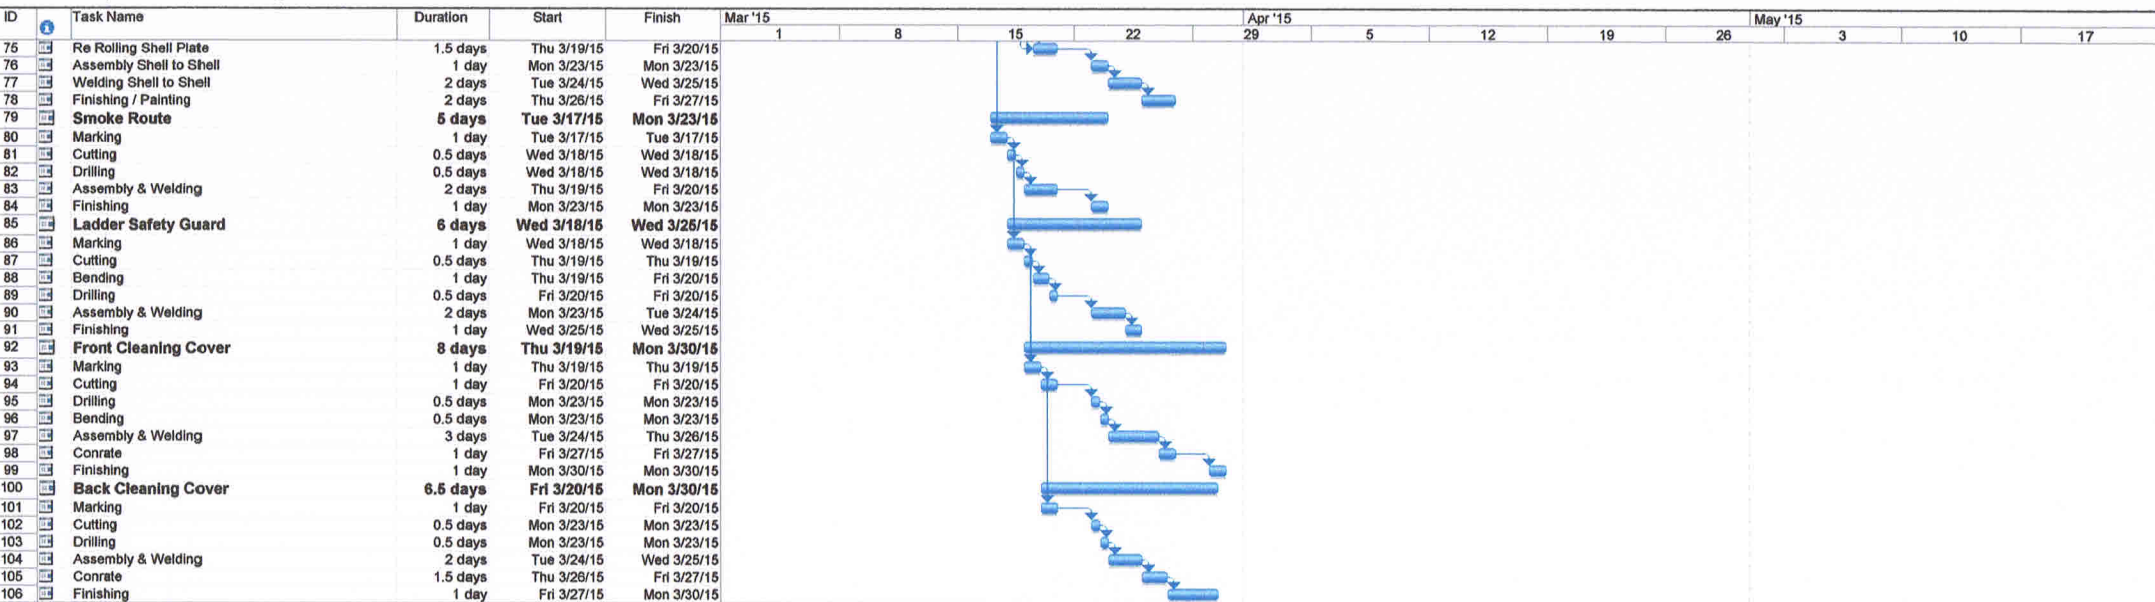 ID Task Name Duration Start Finish Mar '15 Apr '15 May '15
1 8 15 22 29 5 12 19 26 3 10 17
75 Re Rolling Shell Plate 1.5 days Thu 3/19/15 Fri 3/20/15
76 Assembly Shell to Shell 1 day Mon 3/23/15 Mon 3/23/15
77 Welding Shell to Shell 2 days Tue 3/24/15 Wed 3/25/15
78 Finishing / Painting 2 days Thu 3/26/15 Fri 3/27/15
79 Smoke Route 5 days Tue 3/17/15 Mon 3/23/15
80 Marking 1 day Tue 3/17/15 Tue 3/17/15
81 Cutting 0.5 days Wed 3/18/15 Wed 3/18/15
82 Drilling 0.5 days Wed 3/18/15 Wed 3/18/15
83 Assembly & Welding 2 days Thu 3/19/15 Fri 3/20/15
84 Finishing 1 day Mon 3/23/15 Mon 3/23/15
85 Ladder Safety Guard 6 days Wed 3/18/15 Wed 3/25/15
86 Marking 1 day Wed 3/18/15 Wed 3/18/15
87 Cutting 0.5 days Thu 3/19/15 Thu 3/19/15
88 Bending 1 day Thu 3/19/15 Fri 3/20/15
89 Drilling 0.5 days Fri 3/20/15 Fri 3/20/15
90 Assembly & Welding 2 days Mon 3/23/15 Tue 3/24/15
91 Finishing 1 day Wed 3/25/15 Wed 3/25/15
92 Front Cleaning Cover 8 days Thu 3/19/15 Mon 3/30/15
93 Marking 1 day Thu 3/19/15 Thu 3/19/15
94 Cutting 1 day Fri 3/20/15 Fri 3/20/15
95 Drilling 0.5 days Mon 3/23/15 Mon 3/23/15
96 Bending 0.5 days Mon 3/23/15 Mon 3/23/15
97 Assembly & Welding 3 days Tue 3/24/15 Thu 3/26/15
98 Conrate 1 day Fri 3/27/15 Fri 3/27/15
99 Finishing 1 day Mon 3/30/15 Mon 3/30/15
100 Back Cleaning Cover 6.5 days Fri 3/20/15 Mon 3/30/15
101 Marking 1 day Fri 3/20/15 Fri 3/20/15
102 Cutting 0.5 days Mon 3/23/15 Mon 3/23/15
103 Drilling 0.5 days Mon 3/23/15 Mon 3/23/15
104 Assembly & Welding 2 days Tue 3/24/15 Wed 3/25/15
105 Conrate 1.5 days Thu 3/26/15 Fri 3/27/15
106 Finishing 1 day Fri 3/27/15 Mon 3/30/15